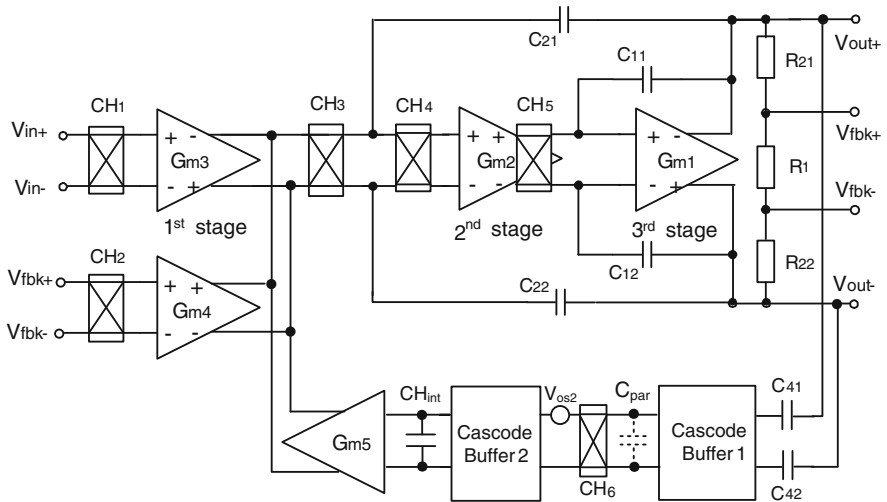 C21
Vout+
C11
R21
CH1
CH3
CH4
CH5
Vin+
+ -
Gm3
- +
+ +
Gm2
- -
+ -
Gm1
- +
Vfbk+
R1
Vin-
Vfbk-
1st stage
2nd stage
3rd stage
C12
R22
CH2
Vfbk+
+ +
Gm4
- -
Vfbk-
C22
Vout-
CHint
Vos2
Cpar
C41
Gm5
Cascode
Buffer 2
Cascode
Buffer 1
CH6
C42